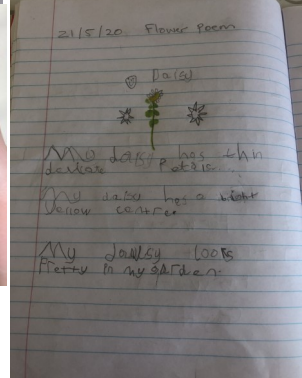 21/5/20 Flower Poem
Daisy
My daisy has thin
delicate petals.
My daisy has a bright
yellow centre
My daisy looks
Pretty in my garden.